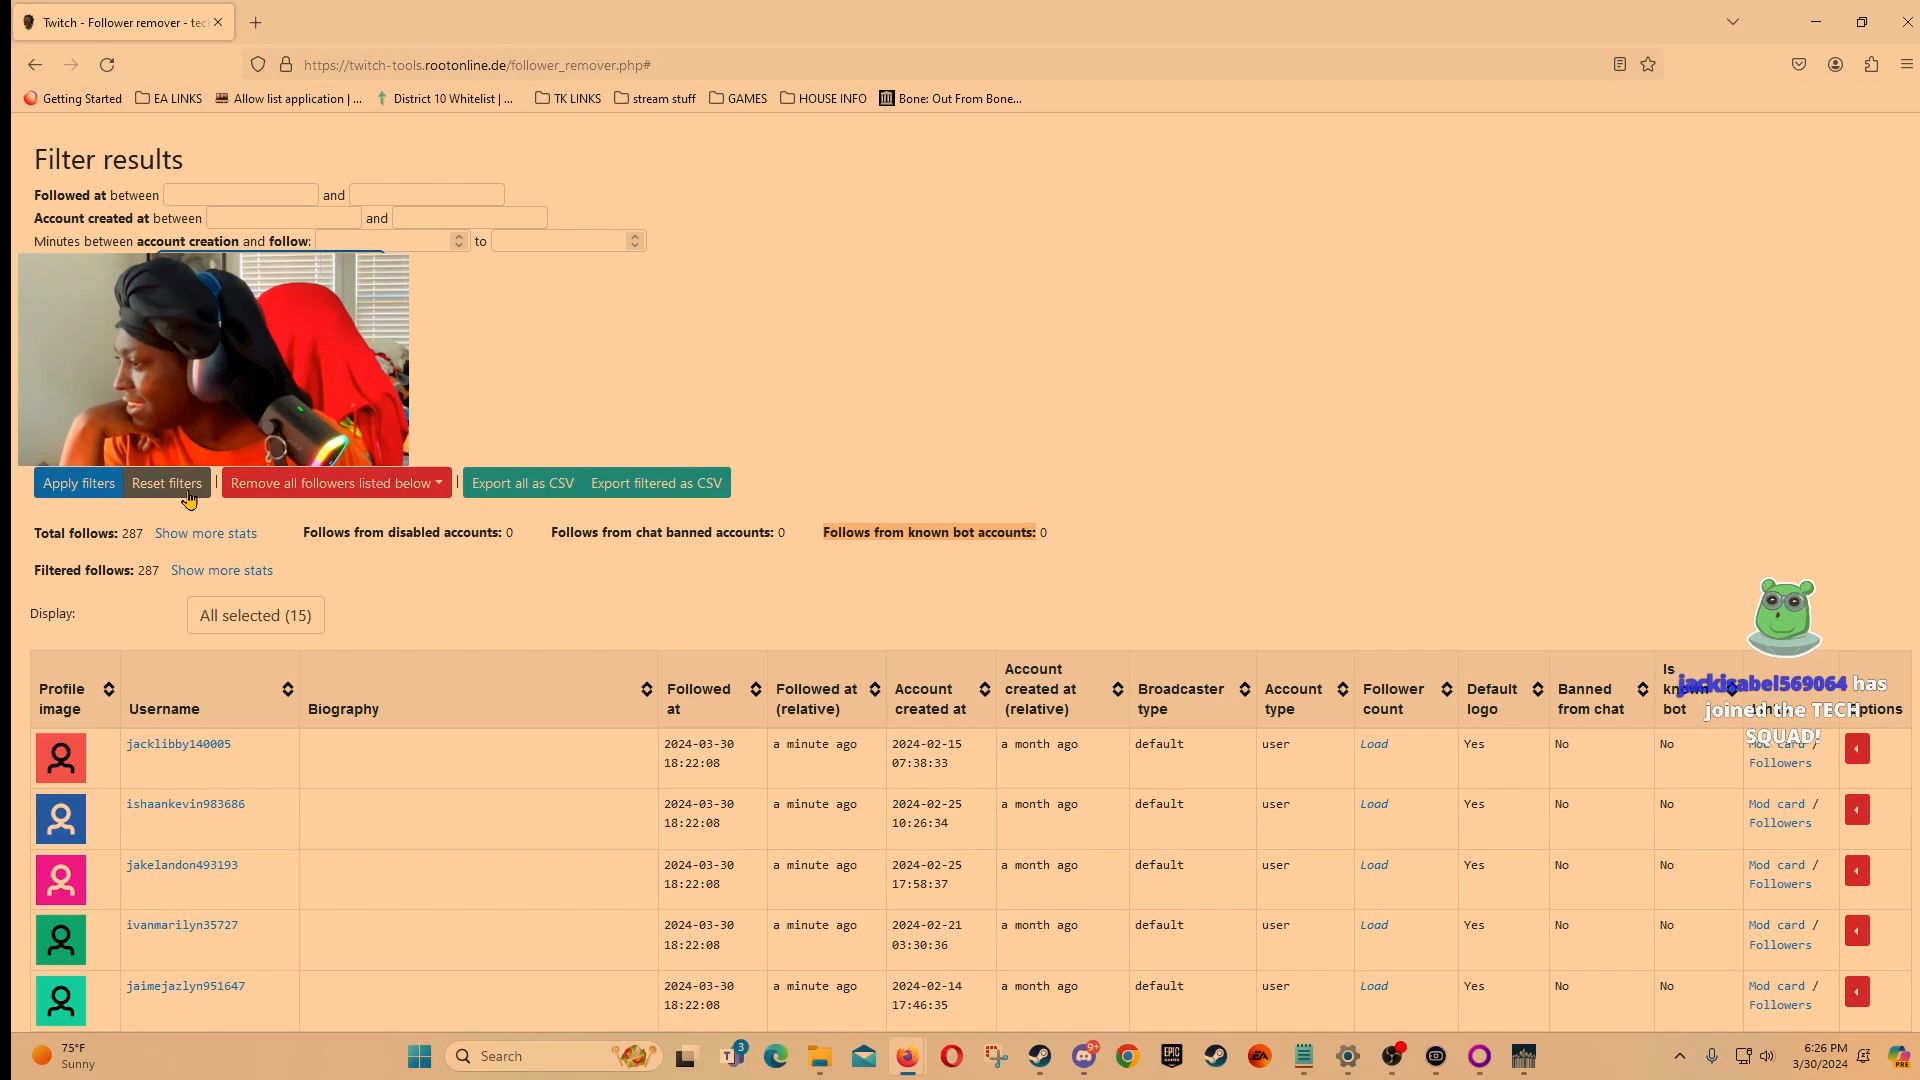 Twitch - Follower remover - tec
https://twitch-tools.rootonline.de/follower_remover.php#
Getting Started EA LINKS Allow list application | ... District 10 Whitelist | ... TK LINKS stream stuff GAMES HOUSE INFO Bone: Out From Bone...
Filter results
Followed at between and
Account created at between and
Minutes between account creation and follow: to
Apply filters Reset filters | Remove all followers listed below | Export all as CSV Export filtered as CSV
Total follows: 287 Show more stats Follows from disabled accounts: 0 Follows from chat banned accounts: 0 Follows from known bot accounts: 0
Filtered follows: 287 Show more stats
Display: All selected (15)
Profile image Username Biography Followed at Followed at (relative) Account created at Account created at (relative) Broadcaster type Account type Follower count Default logo Banned from chat Is known bot Options
jackisabel569064 has
joined the TECH
SQUAD!
jacklibby140005 2024-03-30 18:22:08 a minute ago 2024-02-15 07:38:33 a month ago default user Load Yes No No Mod card / Followers
ishaankevin983686 2024-03-30 18:22:08 a minute ago 2024-02-25 10:26:34 a month ago default user Load Yes No No Mod card / Followers
jakelandon493193 2024-03-30 18:22:08 a minute ago 2024-02-25 17:58:37 a month ago default user Load Yes No No Mod card / Followers
ivanmarilyn35727 2024-03-30 18:22:08 a minute ago 2024-02-21 03:30:36 a month ago default user Load Yes No No Mod card / Followers
jaimejazlyn951647 2024-03-30 18:22:08 a minute ago 2024-02-14 17:46:35 a month ago default user Load Yes No No Mod card / Followers
75°F
Sunny
Search
3
9+
EPIC GAMES
EA
6:26 PM
3/30/2024
PRE